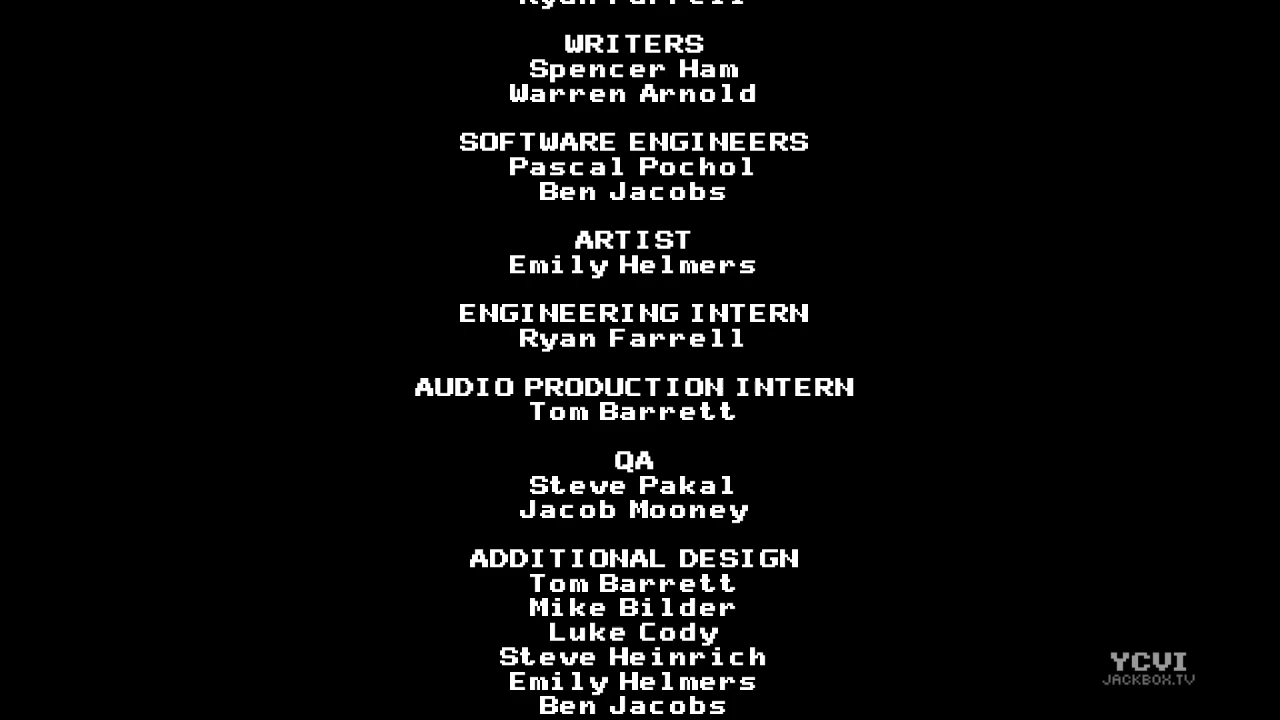 Ryan Farrell
WRITERS
Spencer Ham
Warren Arnold
SOFTWARE ENGINEERS
Pascal Pochol
Ben Jacobs
ARTIST
Emily Helmers
ENGINEERING INTERN
Ryan Farrell
AUDIO PRODUCTION INTERN
Tom Barrett
QA
Steve Pakal
Jacob Mooney
ADDITIONAL DESIGN
Tom Barrett
Mike Bilder
Luke Cody
Steve Heinrich
Emily Helmers
Ben Jacobs
YCVI
JACKBOX.TV